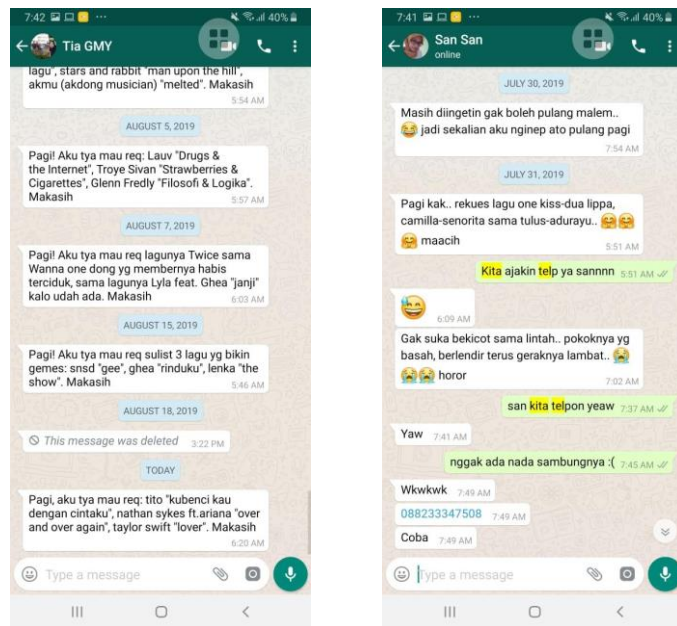 7:42
40%
Tia GMY
lagu", stars and rabbit "man upon the hill",
akmu (akdong musician) "melted". Makasih
5:54 AM
AUGUST 5, 2019
Pagi! Aku tya mau req: Lauv "Drugs &
the Internet", Troye Sivan "Strawberries &
Cigarettes", Glenn Fredly "Filosofi & Logika".
Makasih
5:57 AM
AUGUST 7, 2019
Pagi! Aku tya mau req lagunya Twice sama
Wanna one dong yg membernya habis
terciduk, sama lagunya Lyla feat. Ghea "janji"
kalo udah ada. Makasih
6:03 AM
AUGUST 15, 2019
Pagi! Aku tya mau req sulist 3 lagu yg bikin
gemes: snsd "gee", ghea "rinduku", lenka "the
show". Makasih
5:46 AM
AUGUST 18, 2019
This message was deleted 3:22 PM
TODAY
Pagi, aku tya mau req: tito "kubenci kau
dengan cintaku", nathan sykes ft.ariana "over
and over again", taylor swift "lover". Makasih
6:20 AM
Type a message
7:41
40%
San San
online
JULY 30, 2019
Masih diingetin gak boleh pulang malem..
😂 jadi sekalian aku nginep ato pulang pagi
7:54 AM
JULY 31, 2019
Pagi kak.. rekues lagu one kiss-dua lippa,
camilla-senorita sama tulus-adurayu.. 🤗🤗
🤗 maacih
5:51 AM
Kita ajakin telp ya sannnn 5:51 AM
😅
6:09 AM
Gak suka bekicot sama lintah.. pokoknya yg
basah, berlendir terus geraknya lambat.. 😭
😭😭 horor
7:02 AM
san kita telpon yeaw 7:37 AM
Yaw 7:41 AM
nggak ada nada sambungnya :( 7:45 AM
Wkwkwk 7:49 AM
088233347508 7:49 AM
Coba 7:49 AM
Type a message